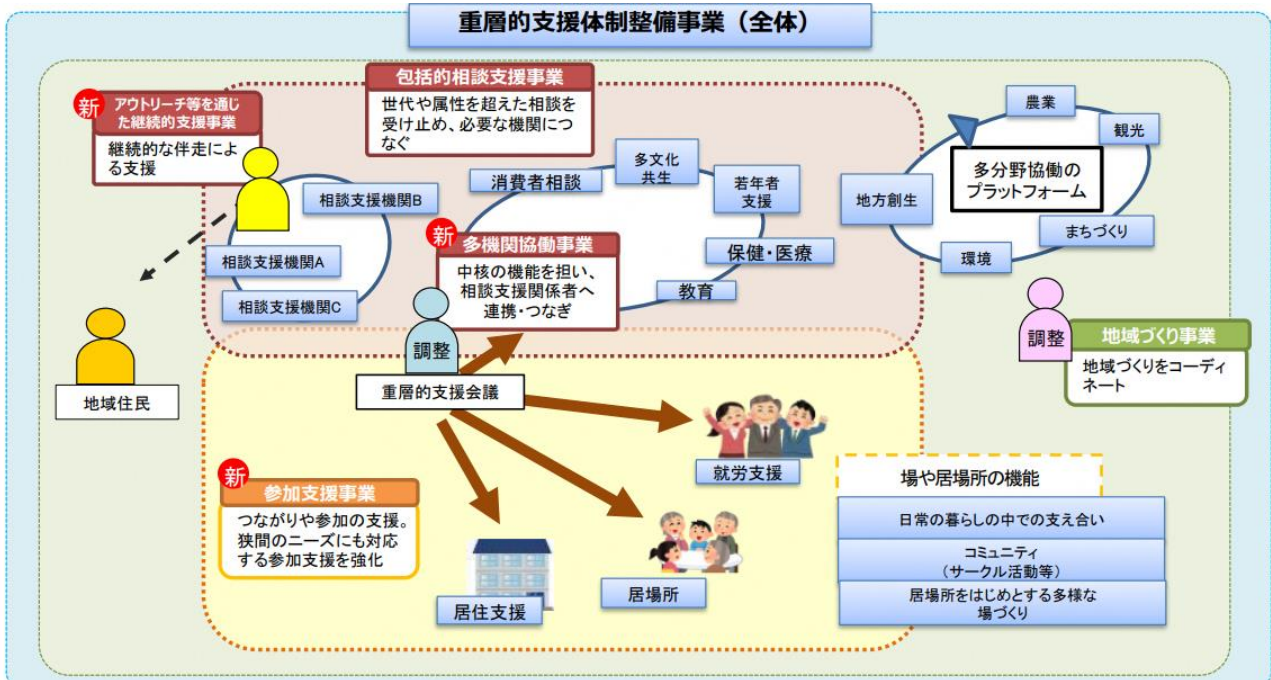 重層的支援体制整備事業（全体）
新
アウトリーチ等を通じ
た継続的支援事業
継続的な伴走によ
る支援
包括的相談支援事業
世代や属性を超えた相談を
受け止め、必要な機関につ
なぐ
相談支援機関B
相談支援機関A
相談支援機関C
消費者相談
多文化
共生
若年者
支援
保健・医療
教育
新
多機関協働事業
中核の機能を担い、
相談支援関係者へ
連携・つなぎ
農業
観光
多分野協働の
プラットフォーム
地方創生
まちづくり
環境
調整
地域づくり事業
地域づくりをコーディ
ネート
調整
重層的支援会議
地域住民
新
参加支援事業
つながりや参加の支援。
狭間のニーズにも対応
する参加支援を強化
就労支援
居場所
居住支援
場や居場所の機能
日常の暮らしの中での支え合い
コミュニティ
（サークル活動等）
居場所をはじめとする多様な
場づくり